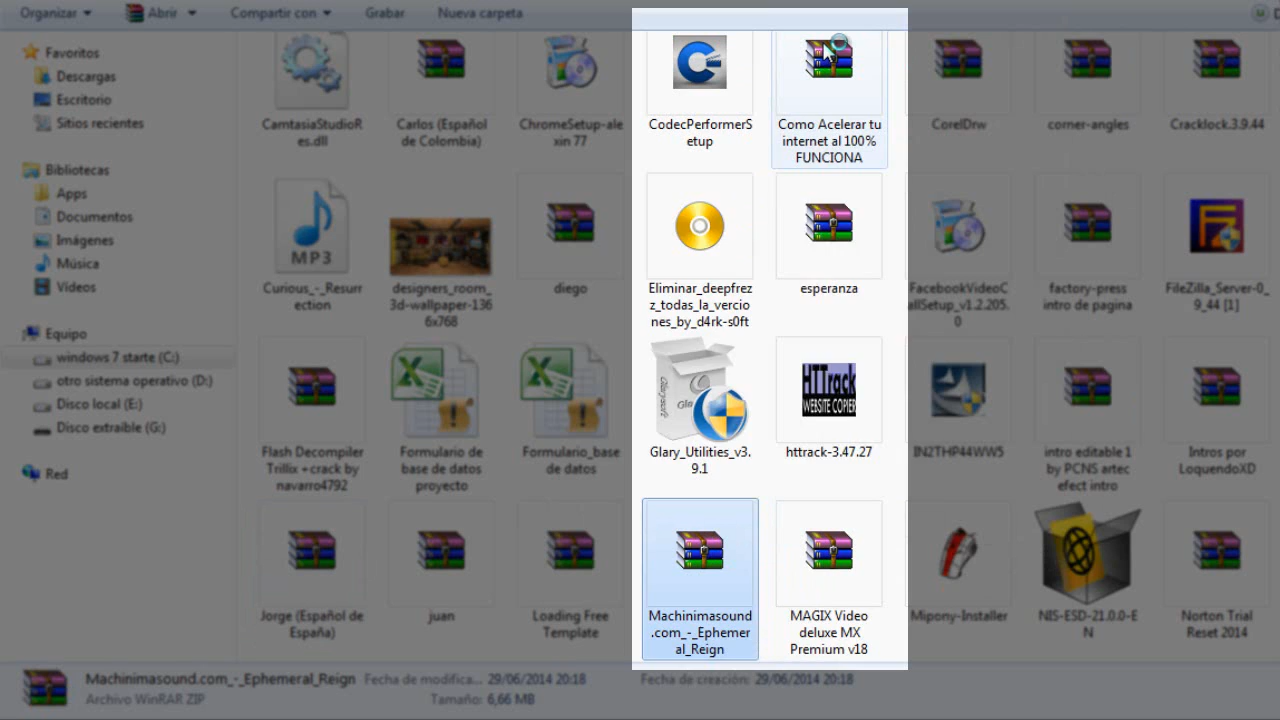 Organizar
Abrir
Compartir con
Grabar
Nueva carpeta
Favoritos
Descargas
Escritorio
Sitios recientes
Bibliotecas
Apps
Documentos
Imágenes
Música
Vídeos
Equipo
windows 7 starte (C:)
otro sistema operativo (D:)
Disco local (E:)
Disco extraíble (G:)
Red
CamtasiaStudioR
es.dll
Carlos (Español
de Colombia)
ChromeSetup-ale
xin 77
CodecPerformerS
etup
Como Acelerar tu
internet al 100%
FUNCIONA
CorelDrw
corner-angles
Cracklock.3.9.44
MP3
Curious_-_Resurr
ection
designers_room_
3d-wallpaper-136
6x768
diego
Eliminar_deepfrez
z_todas_la_vercio
nes_by_d4rk-s0ft
esperanza
FacebookVideoC
allSetup_v1.2.205.
0
factory-press
intro de pagina
FileZilla_Server-0_
9_44 [1]
Flash Decompiler
Trillix +crack by
navarro4792
Formulario de
base de datos
proyecto
Formulario_base
de datos
Glary_Utilities_v3.
9.1
HTTrack
WEBSITE COPIER
httrack-3.47.27
IN2THP44WW5
intro editable 1
by PCNS artec
efect intro
Intros por
LoquendoXD
Jorge (Español de
España)
juan
Loading Free
Template
Machinimasound
.com_-_Ephemer
al_Reign
MAGIX Video
deluxe MX
Premium v18
Mipony-Installer
NIS-ESD-21.0.0-E
N
Norton Trial
Reset 2014
Machinimasound.com_-_Ephemeral_Reign
Fecha de modifica... 29/06/2014 20:18
Fecha de creación: 29/06/2014 20:18
Archivo WinRAR ZIP
Tamaño: 6,66 MB